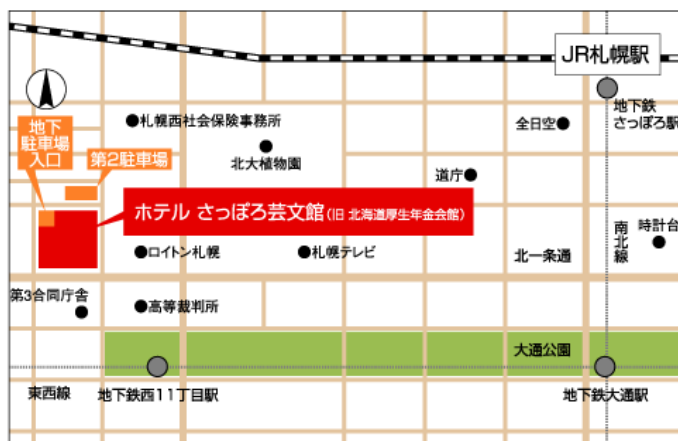 JR札幌駅
地下鉄
さっぽろ駅
地下
駐車場
入口
札幌西社会保険事務所
全日空
北大植物園
第2駐車場
道庁
ホテル さっぽろ芸文館(旧 北海道厚生年金会館)
南北線
時計台
ロイトン札幌
札幌テレビ
北一条通
第3合同庁舎
高等裁判所
大通公園
東西線
地下鉄西11丁目駅
地下鉄大通駅